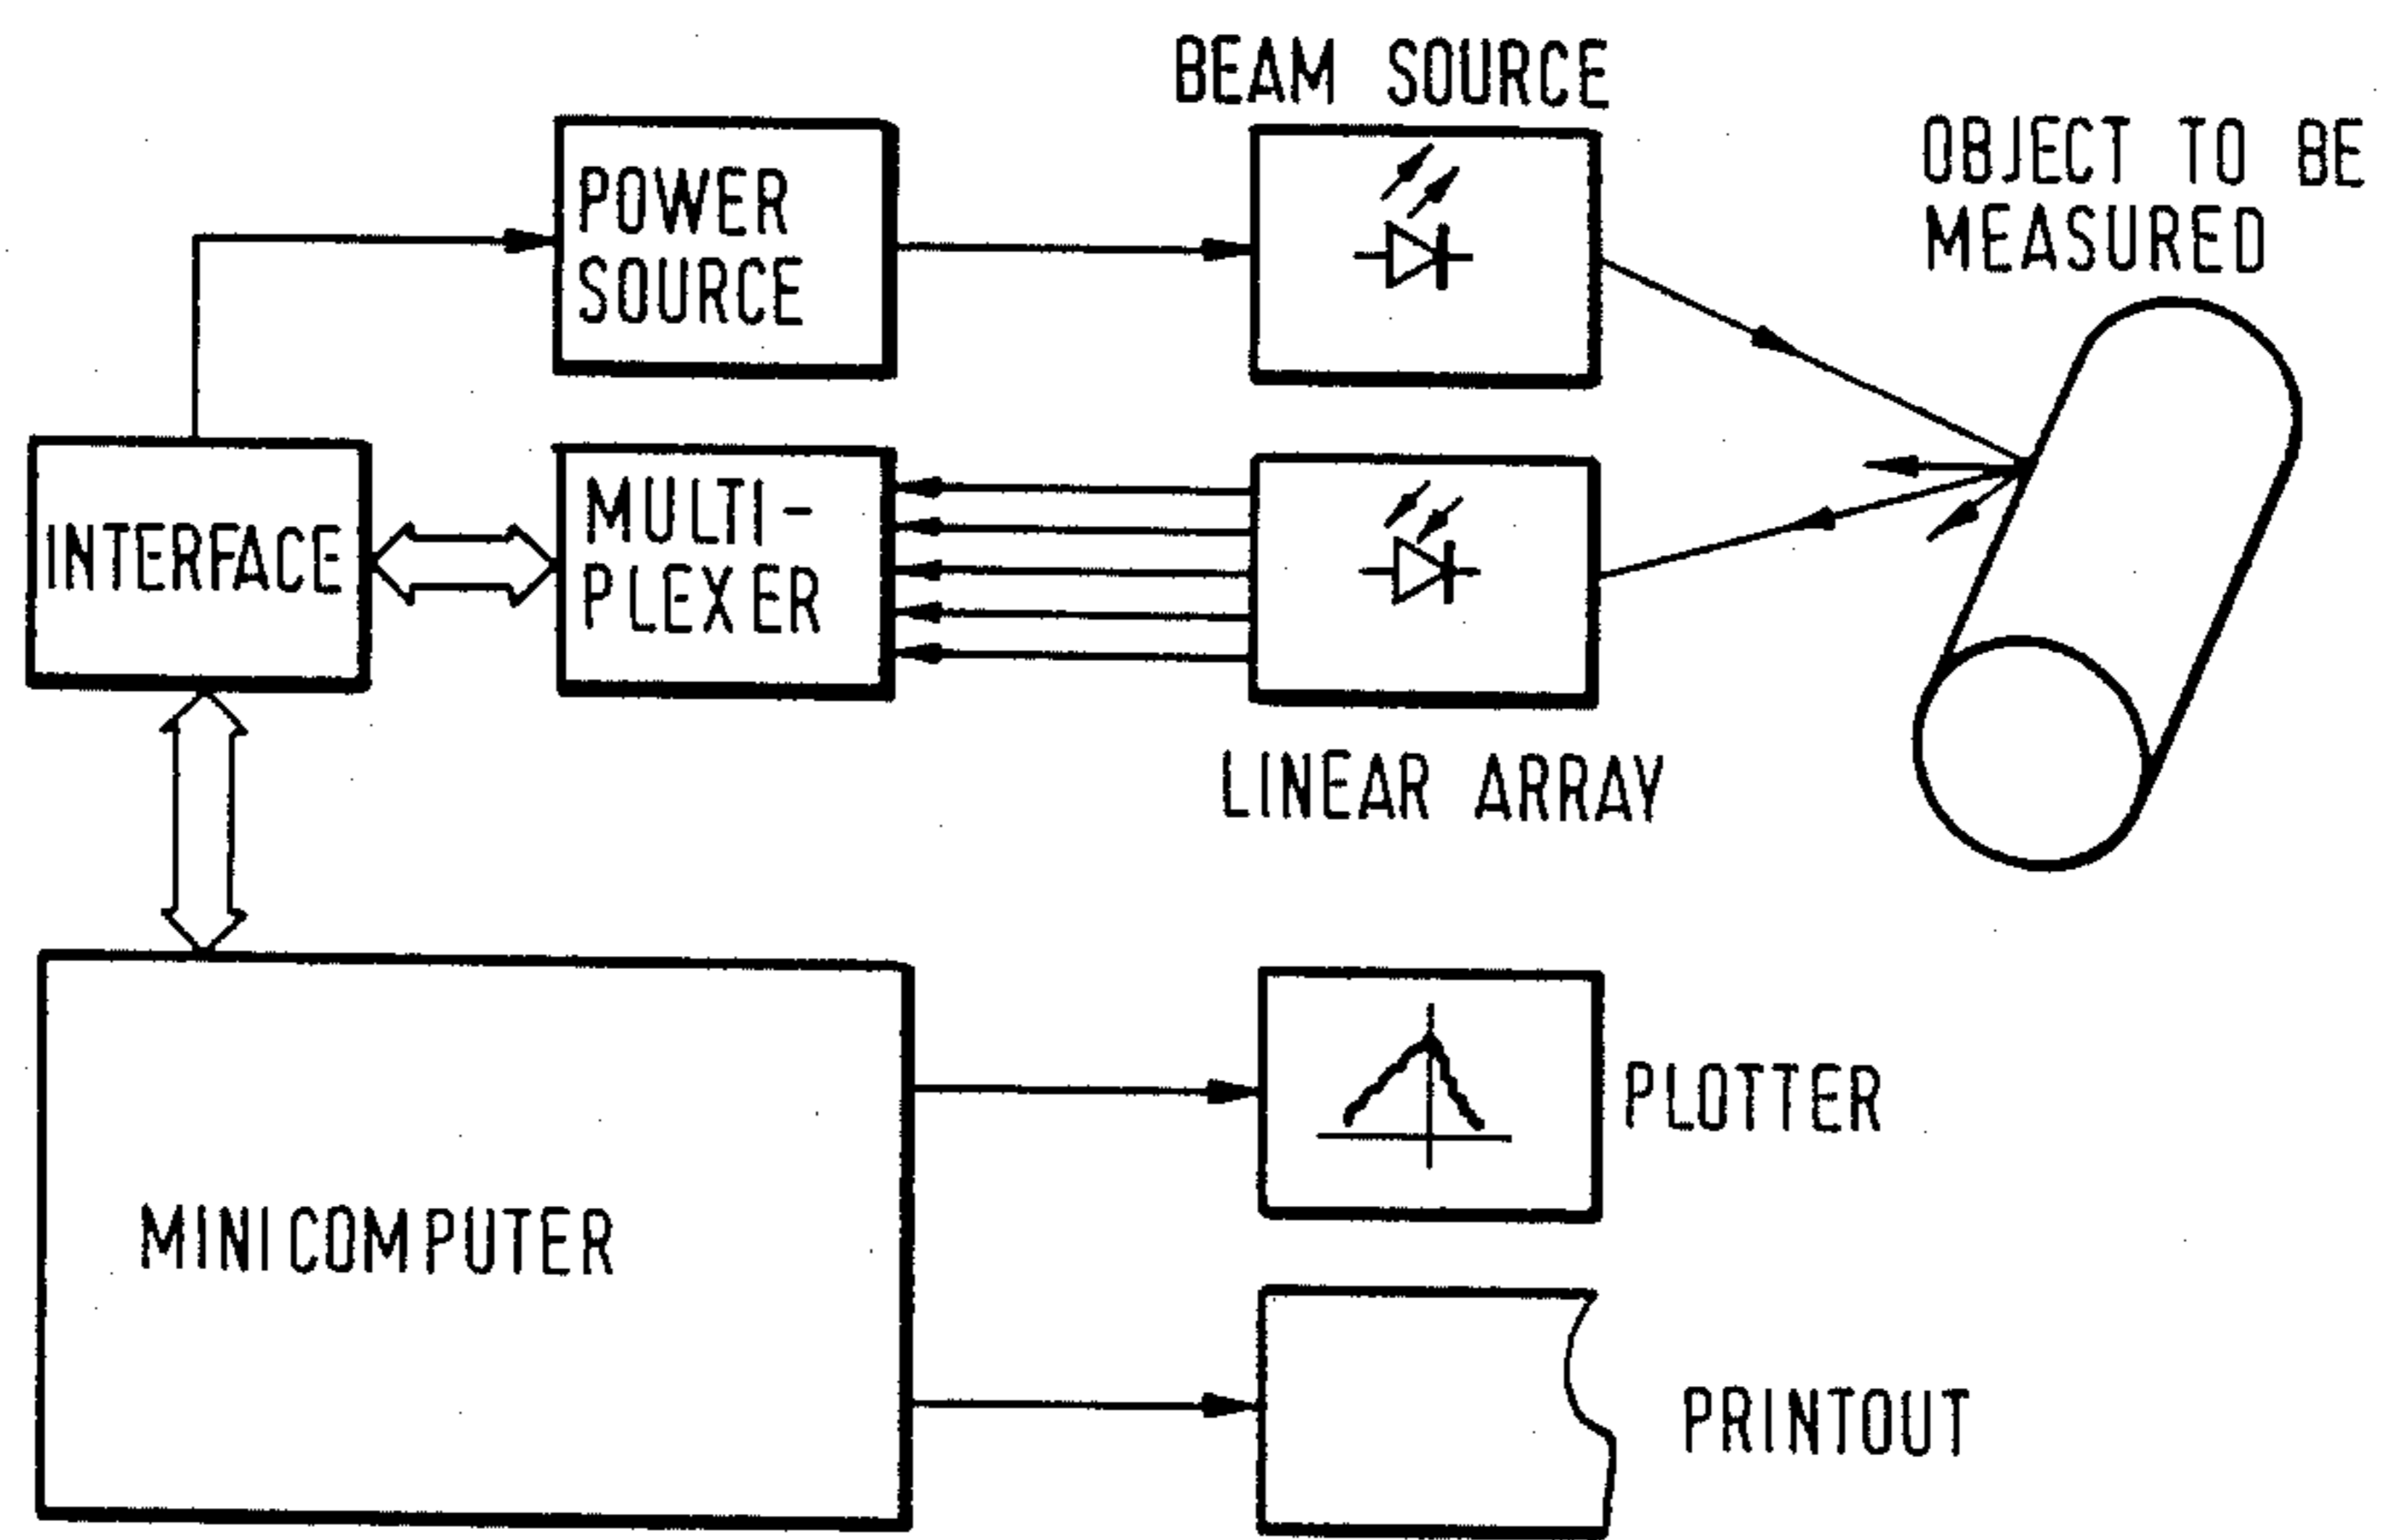 BEAM SOURCE
OBJECT TO BE
MEASURED
POWER
SOURCE
INTERFACE
MULTI-
PLEXER
LINEAR ARRAY
MINICOMPUTER
PLOTTER
PRINTOUT